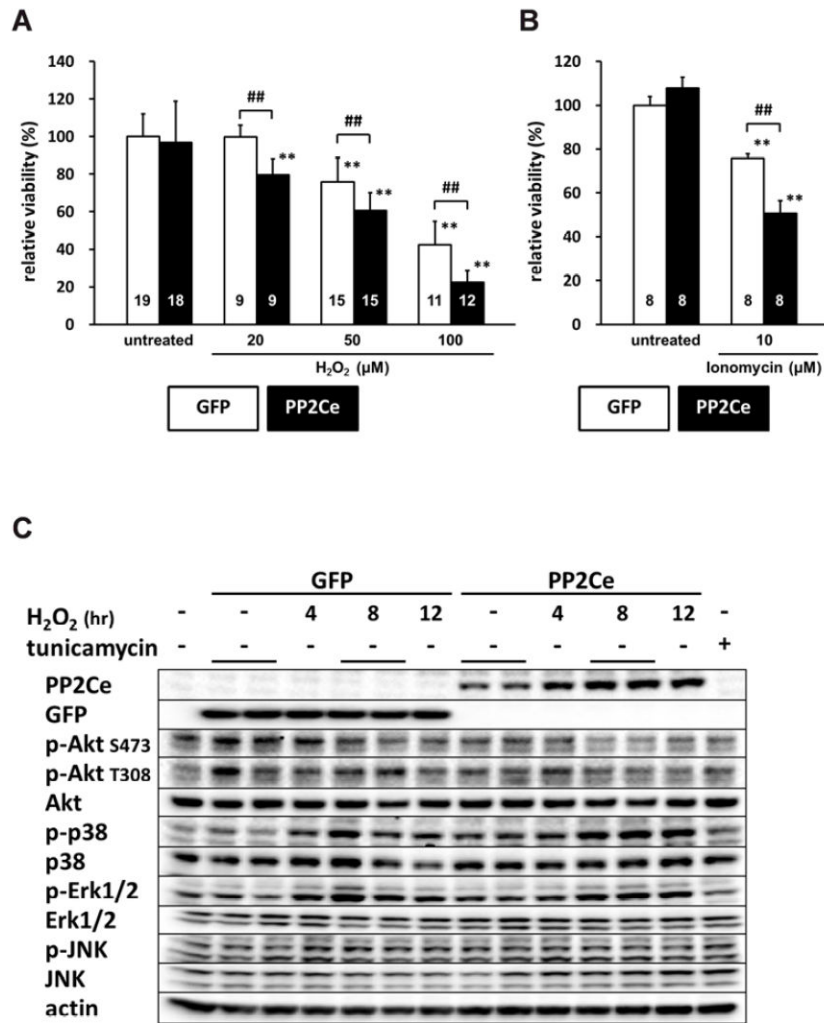 A
relative viability (%)
140
120
100
80
60
40
20
0
##
**
##
**
**
##
**
**
19
18
9
9
15
15
11
12
untreated
20
50
100
H₂O₂ (µM)
GFP
PP2Ce
B
relative viability (%)
120
100
80
60
40
20
0
##
**
**
8
8
8
8
untreated
10
Ionomycin (µM)
GFP
PP2Ce
C
GFP PP2Ce
H₂O₂ (hr) - - 4 8 12 - 4 8 12 -
tunicamycin - - - - - - - - - +
PP2Ce
GFP
p-Akt S473
p-Akt T308
Akt
p-p38
p38
p-Erk1/2
Erk1/2
p-JNK
JNK
actin